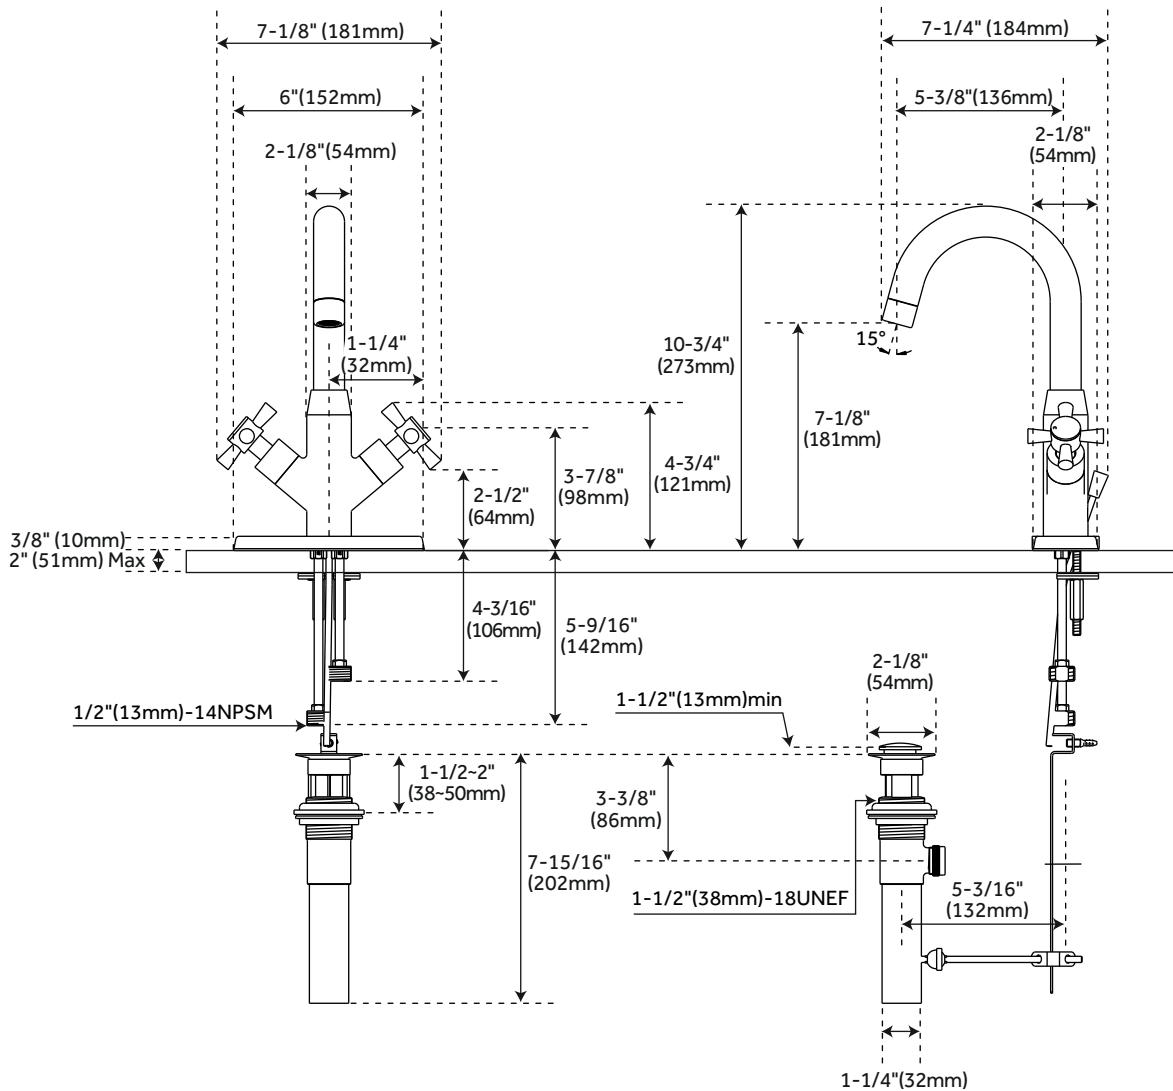 7-1/8" (181mm)
7-1/4" (184mm)
6"(152mm)
5-3/8"(136mm)
2-1/8"(54mm)
2-1/8"
(54mm)
1-1/4"
(32mm)
10-3/4"
(273mm)
15°
7-1/8"
(181mm)
4-3/4"
(121mm)
3-7/8"
(98mm)
2-1/2"
(64mm)
3/8" (10mm)
2" (51mm) Max
4-3/16"
(106mm)
5-9/16"
(142mm)
2-1/8"
(54mm)
1-1/2"(13mm)min
1/2"(13mm)-14NPSM
1-1/2~2"
(38~50mm)
3-3/8"
(86mm)
7-15/16"
(202mm)
1-1/2"(38mm)-18UNEF
5-3/16"
(132mm)
1-1/4"(32mm)